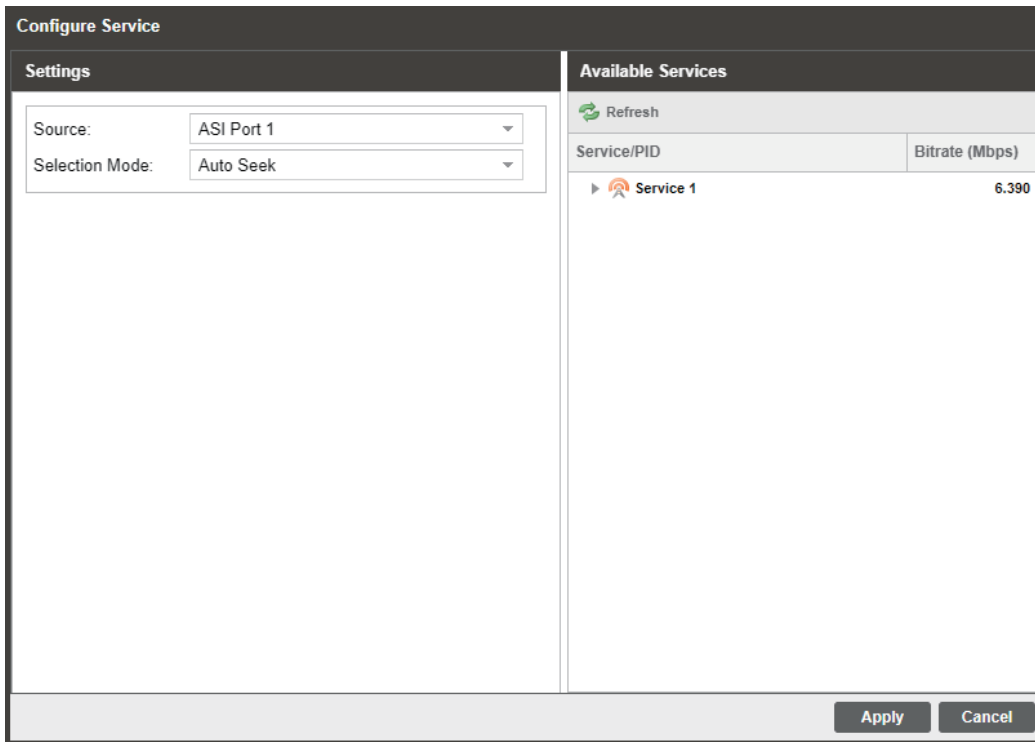 Configure Service
Settings
Source:
ASI Port 1
Selection Mode:
Auto Seek
Available Services
Refresh
Service/PID
Bitrate (Mbps)
Service 1
6.390
Apply
Cancel